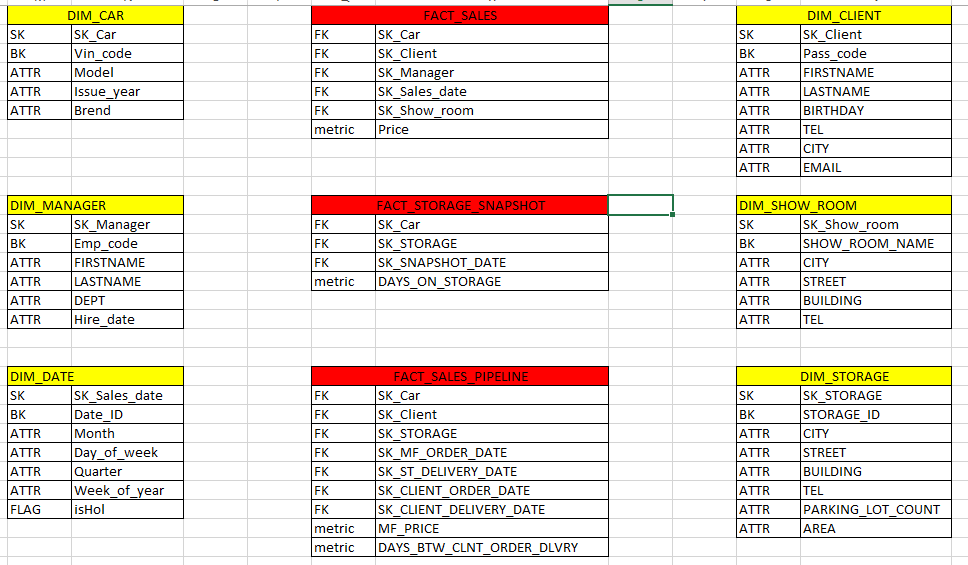 DIM_CAR
SK SK_Car
BK Vin_code
ATTR Model
ATTR Issue_year
ATTR Brend
FACT_SALES
FK SK_Car
FK SK_Client
FK SK_Manager
FK SK_Sales_date
FK SK_Show_room
metric Price
DIM_CLIENT
SK SK_Client
BK Pass_code
ATTR FIRSTNAME
ATTR LASTNAME
ATTR BIRTHDAY
ATTR TEL
ATTR CITY
ATTR EMAIL
DIM_MANAGER
SK SK_Manager
BK Emp_code
ATTR FIRSTNAME
ATTR LASTNAME
ATTR DEPT
ATTR Hire_date
FACT_STORAGE_SNAPSHOT
FK SK_Car
FK SK_STORAGE
FK SK_SNAPSHOT_DATE
metric DAYS_ON_STORAGE
DIM_SHOW_ROOM
SK SK_Show_room
BK SHOW_ROOM_NAME
ATTR CITY
ATTR STREET
ATTR BUILDING
ATTR TEL
DIM_DATE
SK SK_Sales_date
BK Date_ID
ATTR Month
ATTR Day_of_week
ATTR Quarter
ATTR Week_of_year
FLAG isHol
FACT_SALES_PIPELINE
FK SK_Car
FK SK_Client
FK SK_STORAGE
FK SK_MF_ORDER_DATE
FK SK_ST_DELIVERY_DATE
FK SK_CLIENT_ORDER_DATE
FK SK_CLIENT_DELIVERY_DATE
metric MF_PRICE
metric DAYS_BTW_CLNT_ORDER_DLVRY
DIM_STORAGE
SK SK_STORAGE
BK STORAGE_ID
ATTR CITY
ATTR STREET
ATTR BUILDING
ATTR TEL
ATTR PARKING_LOT_COUNT
ATTR AREA